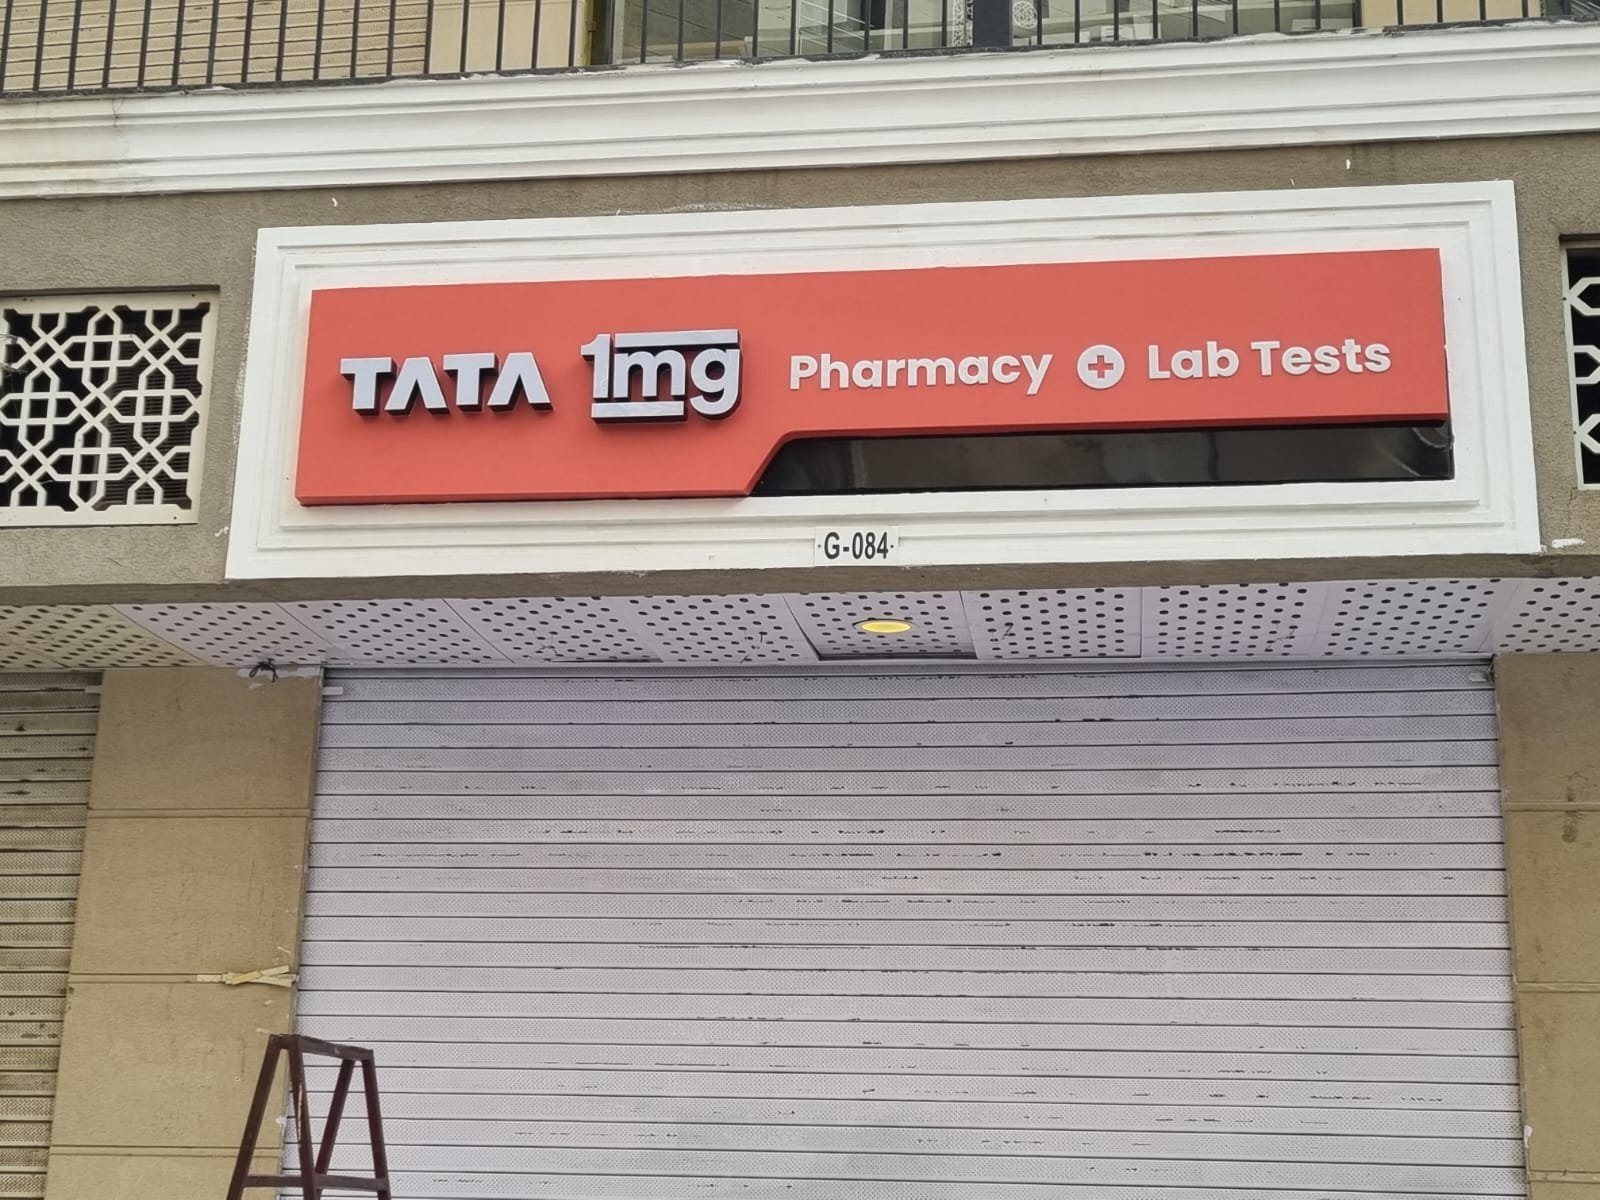 TATA 1mg Pharmacy + Lab Tests
·G-084·